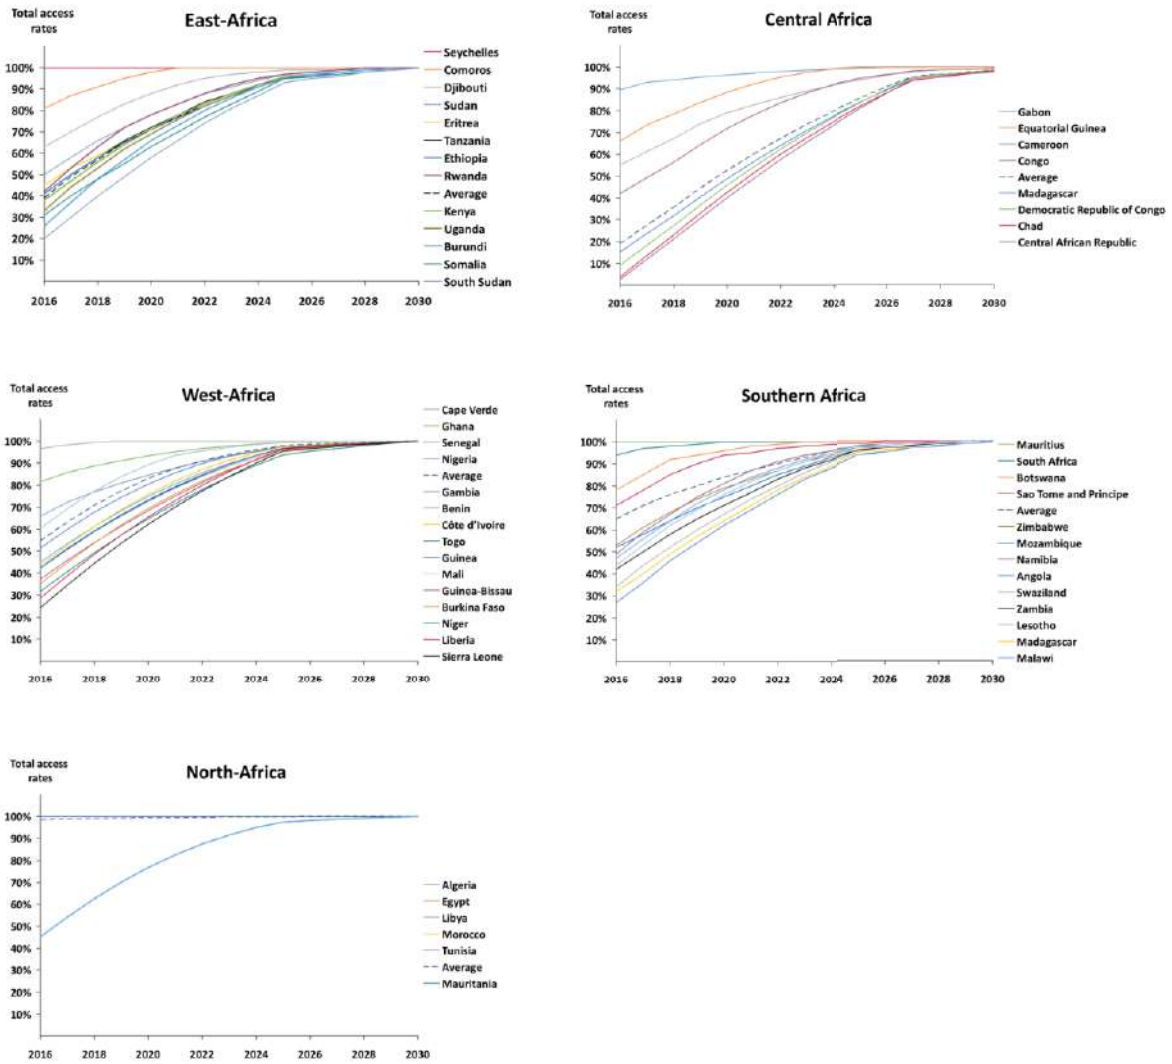 Total access
rates
East-Africa
100%
90%
80%
70%
60%
50%
40%
30%
20%
10%
2016 2018 2020 2022 2024 2026 2028 2030
Seychelles
Comoros
Djibouti
Sudan
Eritrea
Tanzania
Ethiopia
Rwanda
Average
Kenya
Uganda
Burundi
Somalia
South Sudan
Total access
rates
Central Africa
100%
90%
80%
70%
60%
50%
40%
30%
20%
10%
2016 2018 2020 2022 2024 2026 2028 2030
Gabon
Equatorial Guinea
Cameroon
Congo
Average
Madagascar
Democratic Republic of Congo
Chad
Central African Republic
Total access
rates
West-Africa
100%
90%
80%
70%
60%
50%
40%
30%
20%
10%
2016 2018 2020 2022 2024 2026 2028 2030
Cape Verde
Ghana
Senegal
Nigeria
Average
Gambia
Benin
Côte d'Ivoire
Togo
Guinea
Mali
Guinea-Bissau
Burkina Faso
Niger
Liberia
Sierra Leone
Total access
rates
Southern Africa
100%
90%
80%
70%
60%
50%
40%
30%
20%
10%
2016 2018 2020 2022 2024 2026 2028 2030
Mauritius
South Africa
Botswana
Sao Tome and Principe
Average
Zimbabwe
Mozambique
Namibia
Angola
Swaziland
Zambia
Lesotho
Madagascar
Malawi
Total access
rates
North-Africa
100%
90%
80%
70%
60%
50%
40%
30%
20%
10%
2016 2018 2020 2022 2024 2026 2028 2030
Algeria
Egypt
Libya
Morocco
Tunisia
Average
Mauritania